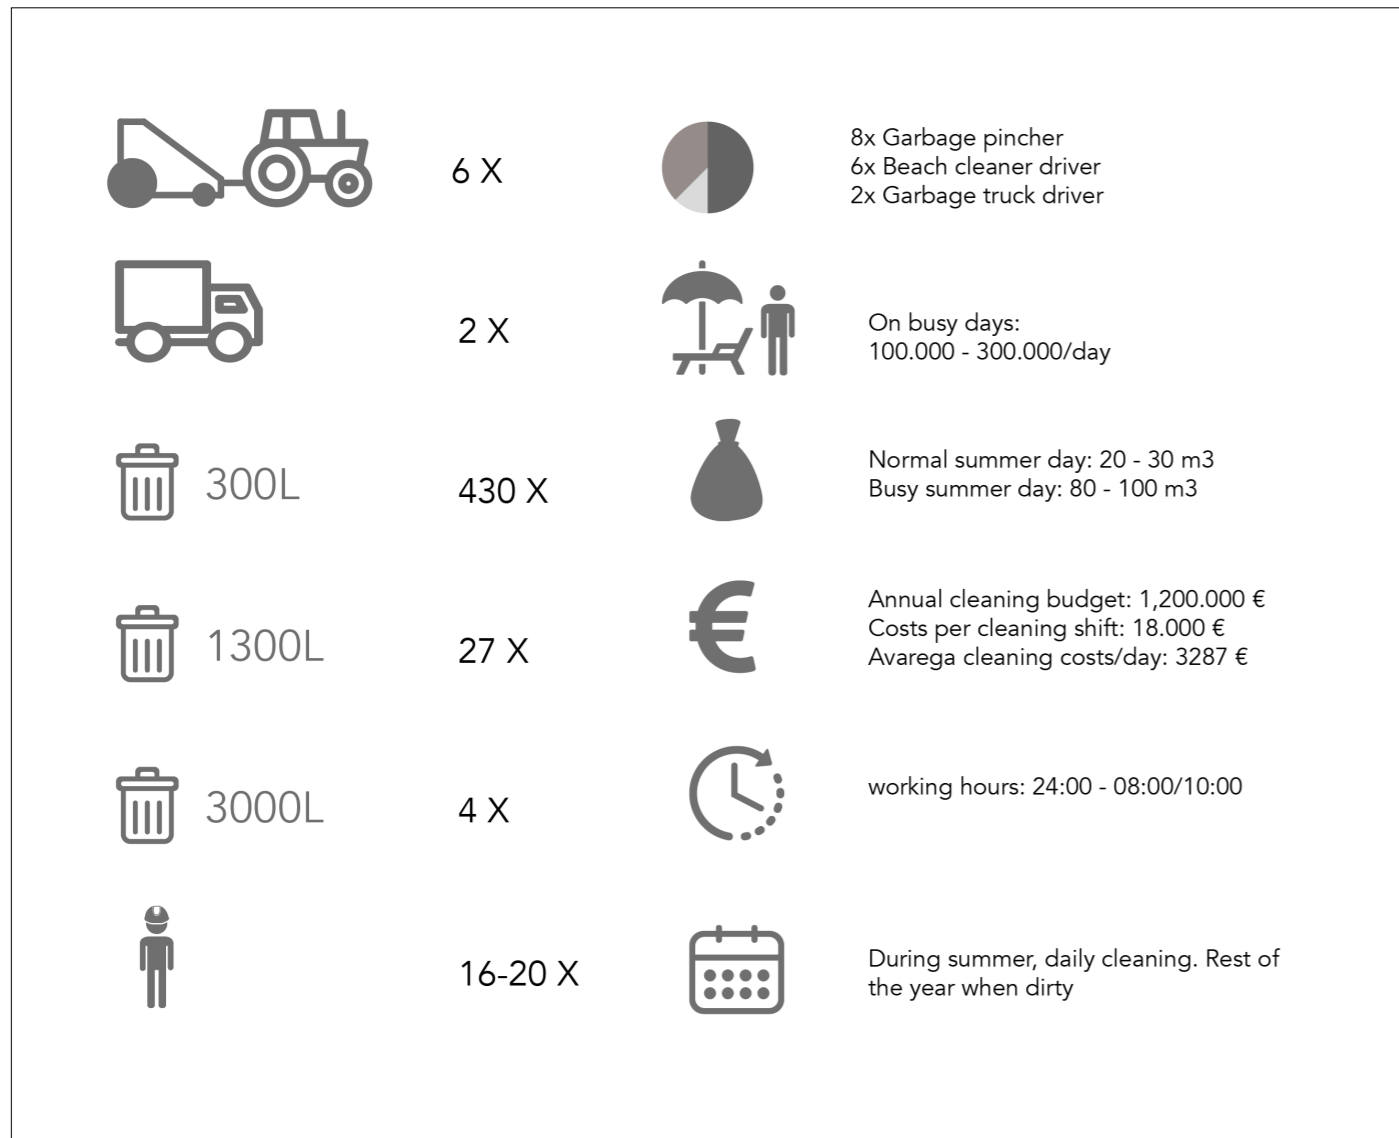 6 X
8x Garbage pincher
6x Beach cleaner driver
2x Garbage truck driver
2 X
On busy days:
100.000 - 300.000/day
300L
430 X
Normal summer day: 20 - 30 m3
Busy summer day: 80 - 100 m3
1300L
27 X
Annual cleaning budget: 1,200.000 €
Costs per cleaning shift: 18.000 €
Avarega cleaning costs/day: 3287 €
3000L
4 X
working hours: 24:00 - 08:00/10:00
16-20 X
During summer, daily cleaning. Rest of
the year when dirty